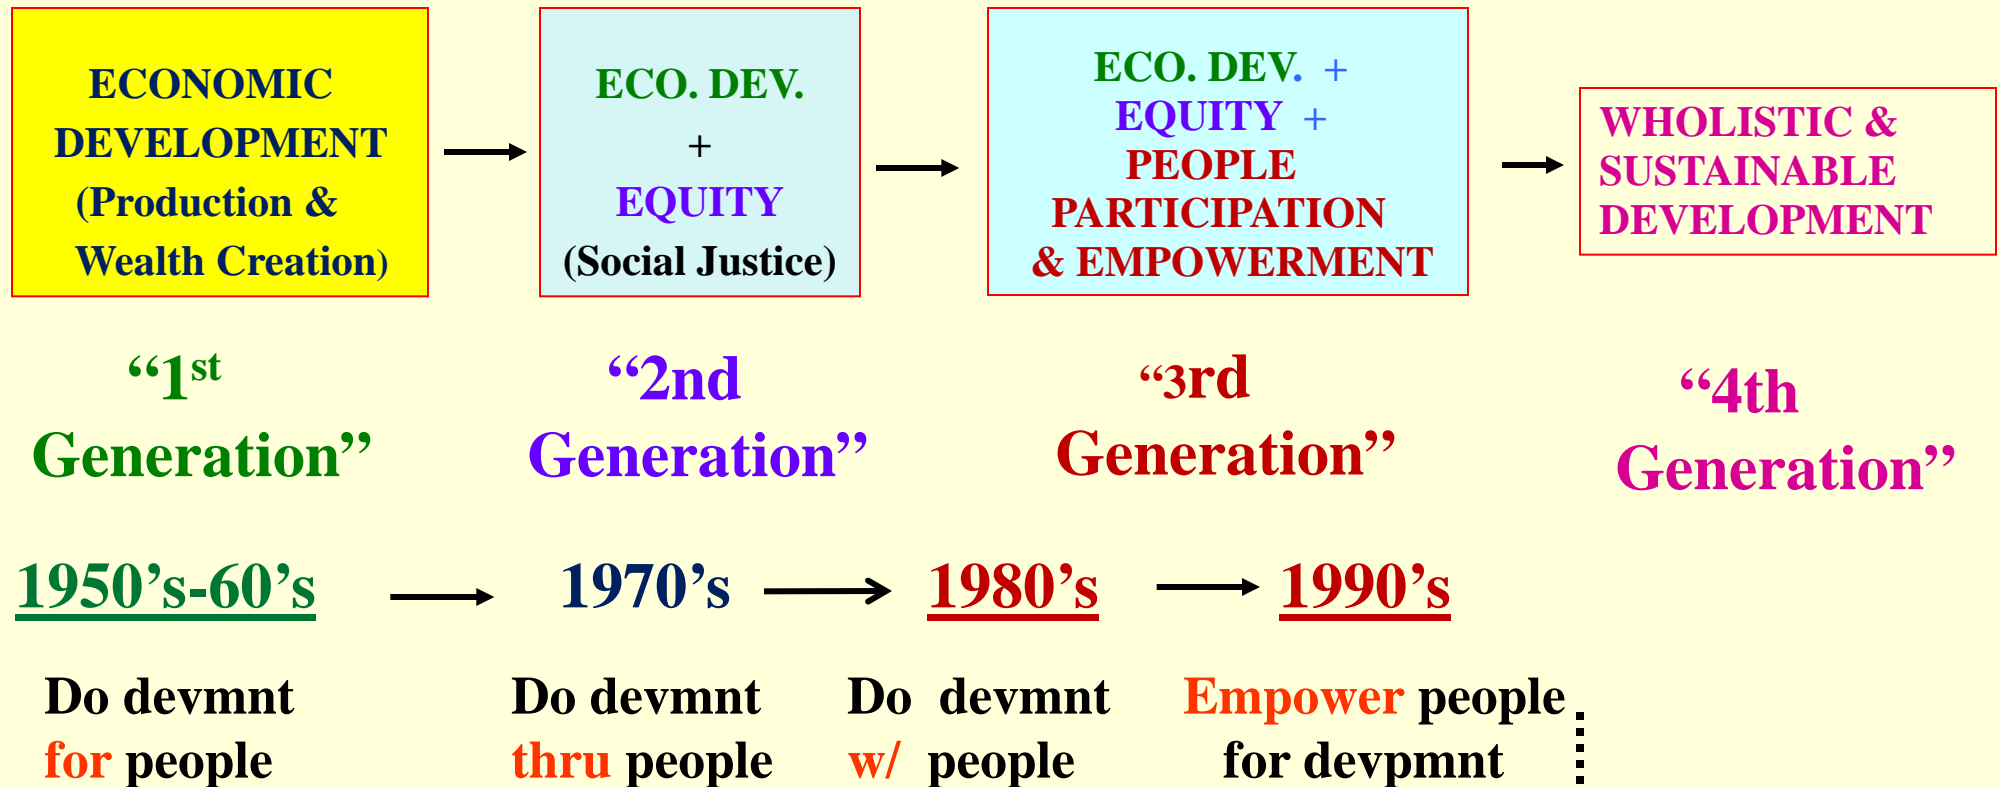 ECONOMIC
DEVELOPMENT
(Production &
Wealth Creation)
ECO. DEV.
+
EQUITY
(Social Justice)
ECO. DEV. +
EQUITY +
PEOPLE
PARTICIPATION
& EMPOWERMENT
WHOLISTIC &
SUSTAINABLE
DEVELOPMENT
“1st
Generation”
“2nd
Generation”
“3rd
Generation”
“4th
Generation”
1950’s-60’s
1970’s
1980’s
1990’s
Do devmnt
for people
Do devmnt
thru people
Do devmnt
w/ people
Empower people
for devpmnt